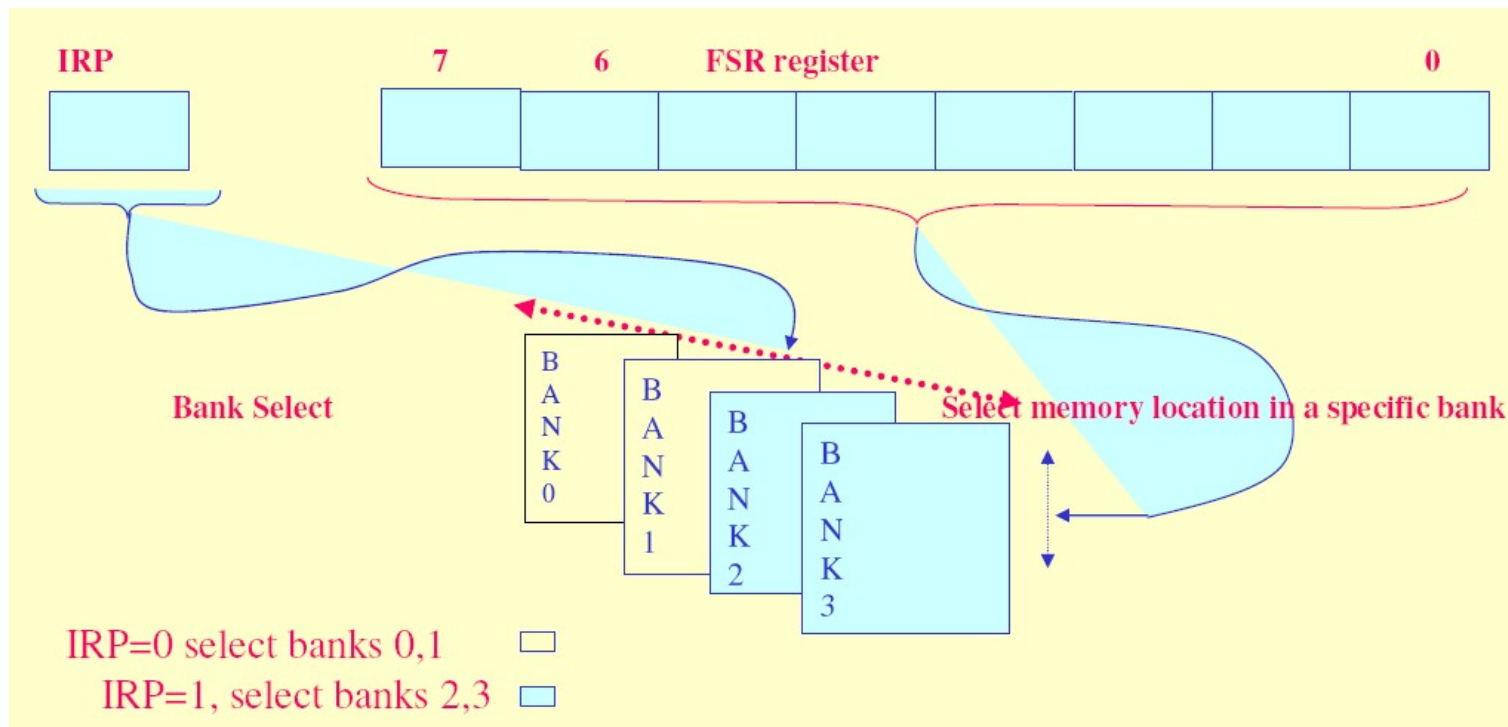 IRP 7 6 FSR register 0
B
A
N
K
0
B
A
N
K
1
B
A
N
K
2
B
A
N
K
3
Bank Select
Select memory location in a specific bank
IRP=0 select banks 0,1
IRP=1, select banks 2,3